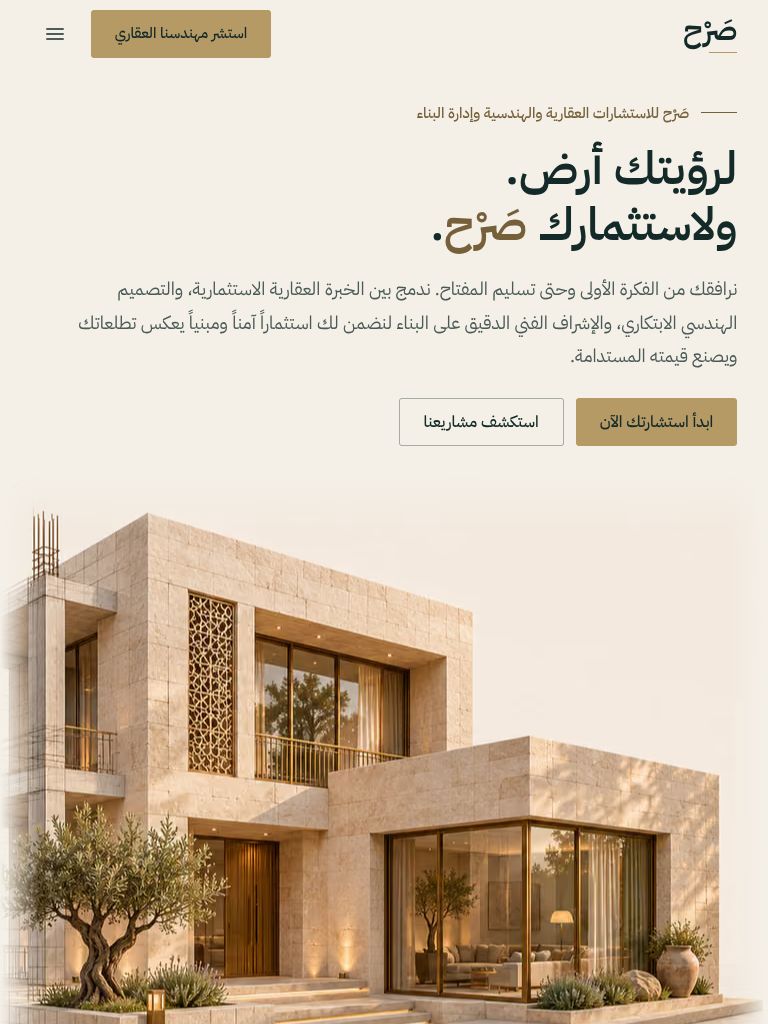 صَرْح
استشر مهندسنا العقاري
صَرْح للاستشارات العقارية والهندسية وإدارة البناء
لرؤيتك أرض.
ولاستثمارك صَرْح.
نرافقك من الفكرة الأولى وحتى تسليم المفتاح. ندمج بين الخبرة العقارية الاستثمارية، والتصميم
الهندسي الابتكاري، والإشراف الفني الدقيق على البناء لنضمن لك استثماراً آمناً ومبنياً يعكس تطلعاتك
ويصنع قيمته المستدامة.
ابدأ استشارتك الآن
استكشف مشاريعنا